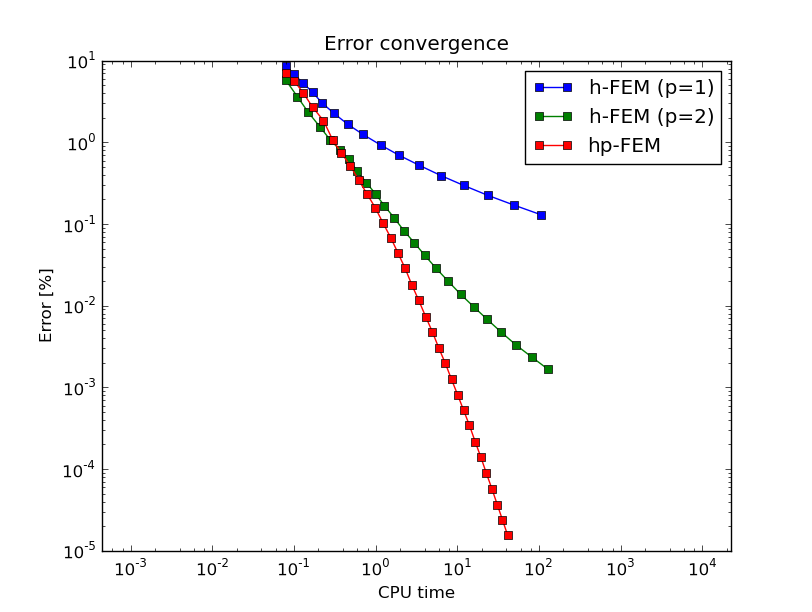 Error convergence
h-FEM (p=1)
h-FEM (p=2)
hp-FEM
Error [%]
10^1
10^0
10^-1
10^-2
10^-3
10^-4
10^-5
10^-3 10^-2 10^-1 10^0 10^1 10^2 10^3 10^4
CPU time